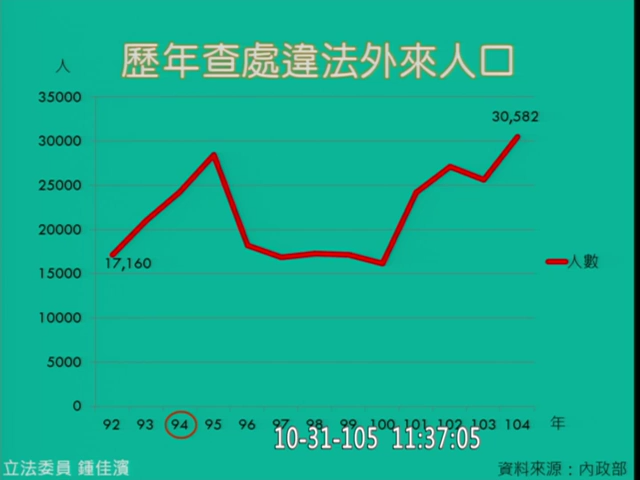 歷年查處違法外來人口
人
35000
30,582
30000
25000
20000
17,160
人數
15000
10000
5000
0
92 93 94 95 96 97 98 99 100 101 102 103 104 年
10-31-105 11:37:05
立法委員 鍾佳濱
資料來源：內政部